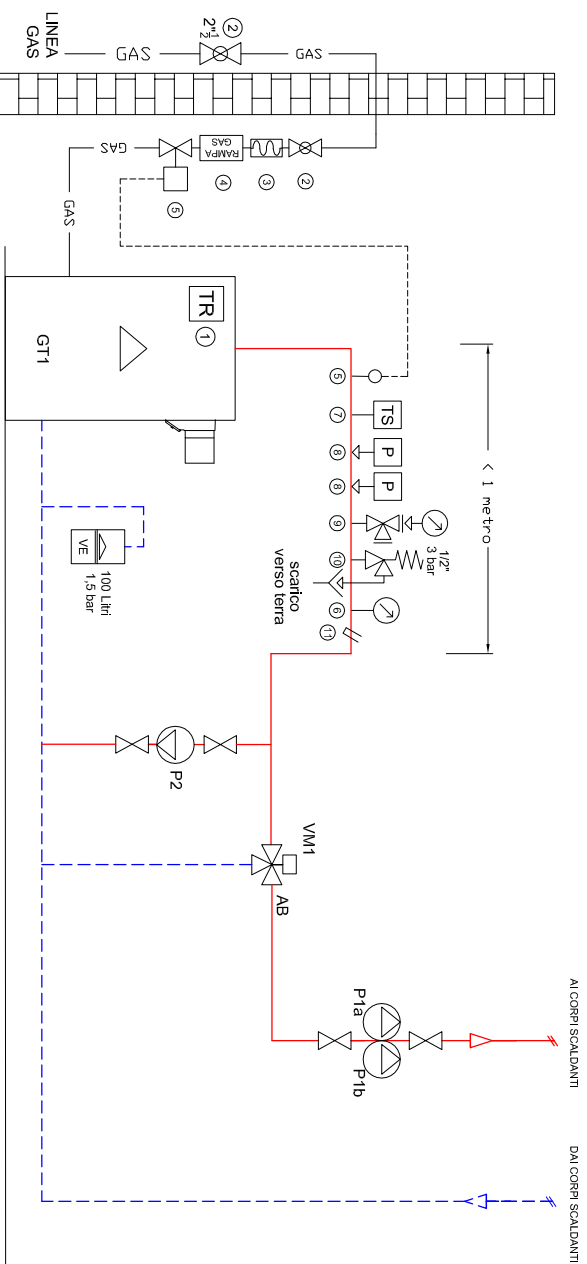 LINEA
GAS
GAS
2"½
2
GAS
GAS
5
RAMPA
GAS
4
3
2
GAS
5
TR
1
GT1
< 1 metro
5
TS
7
P
8
P
8
9
1/2"
3 bar
10
scarico
verso terra
6
11
VE
100 Litri
1,5 bar
P2
VM1
AB
P1a
P1b
AI CORPI SCALDANTI
DAI CORPI SCALDANTI